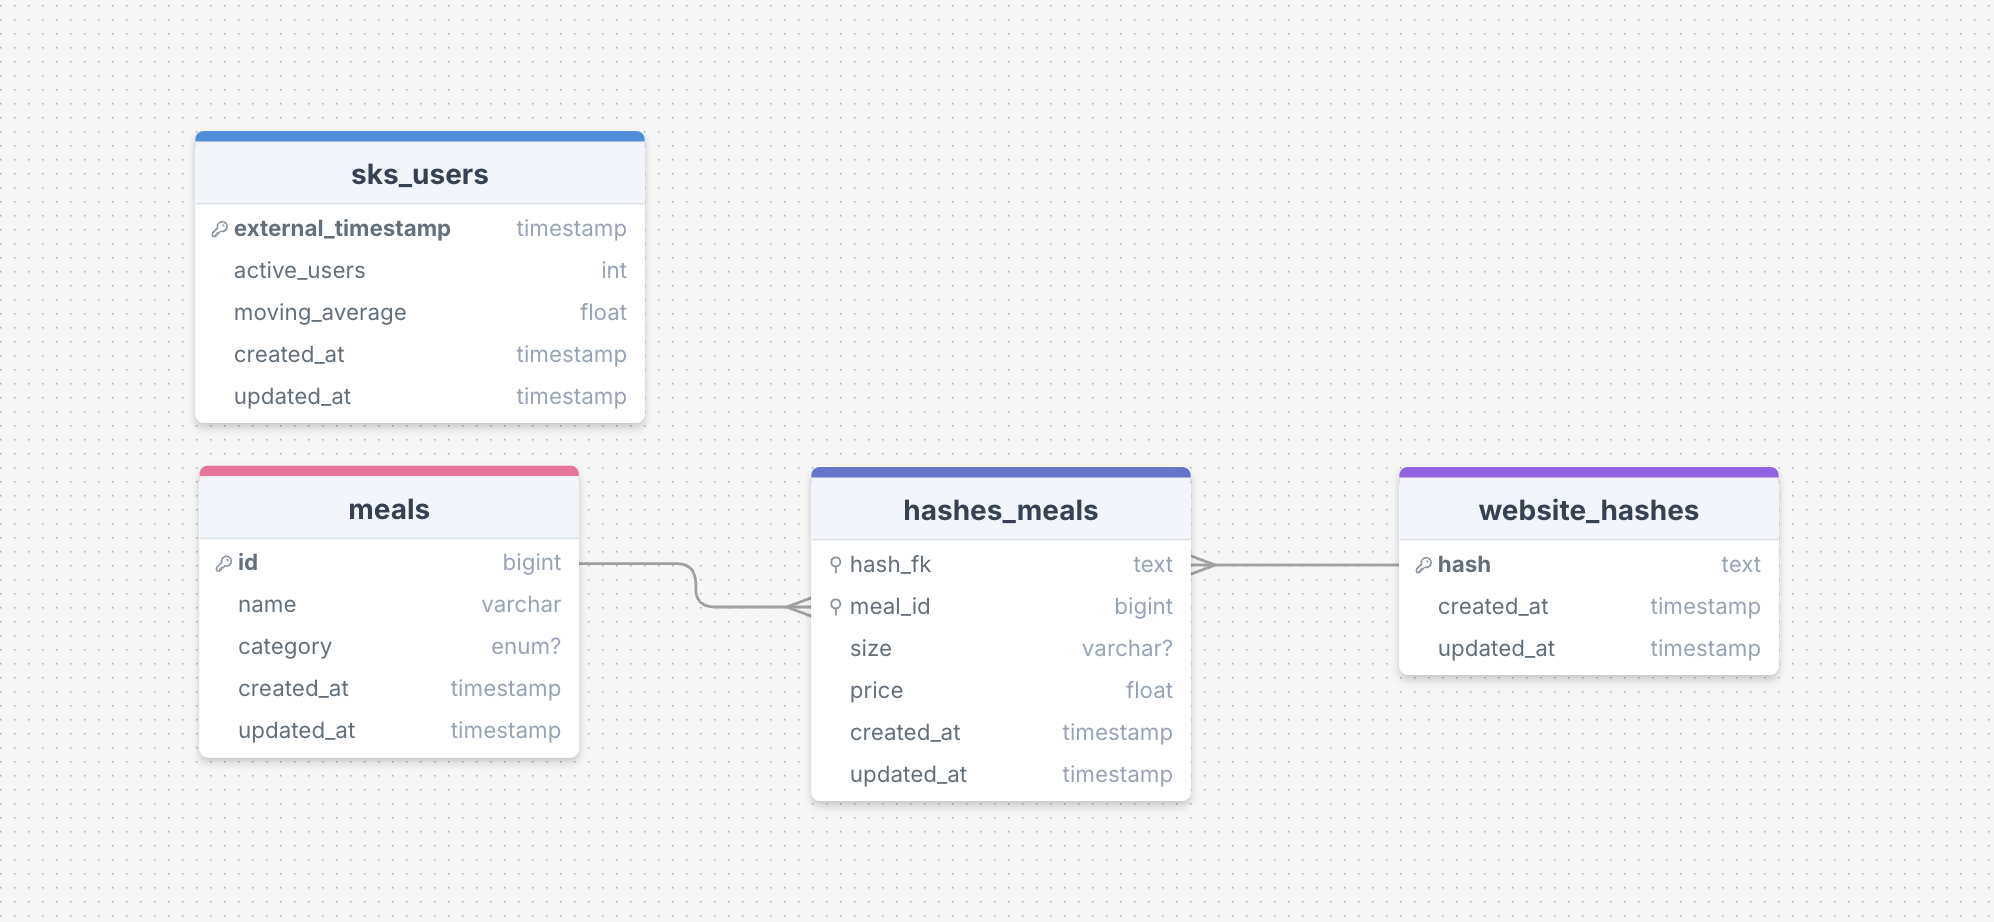 sks_users
external_timestamp timestamp
active_users int
moving_average float
created_at timestamp
updated_at timestamp
meals
id bigint
name varchar
category enum?
created_at timestamp
updated_at timestamp
hashes_meals
hash_fk text
meal_id bigint
size varchar?
price float
created_at timestamp
updated_at timestamp
website_hashes
hash text
created_at timestamp
updated_at timestamp